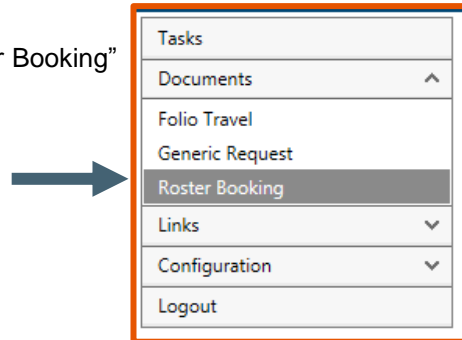 r Booking”
Tasks
Documents
Folio Travel
Generic Request
Roster Booking
Links
Configuration
Logout